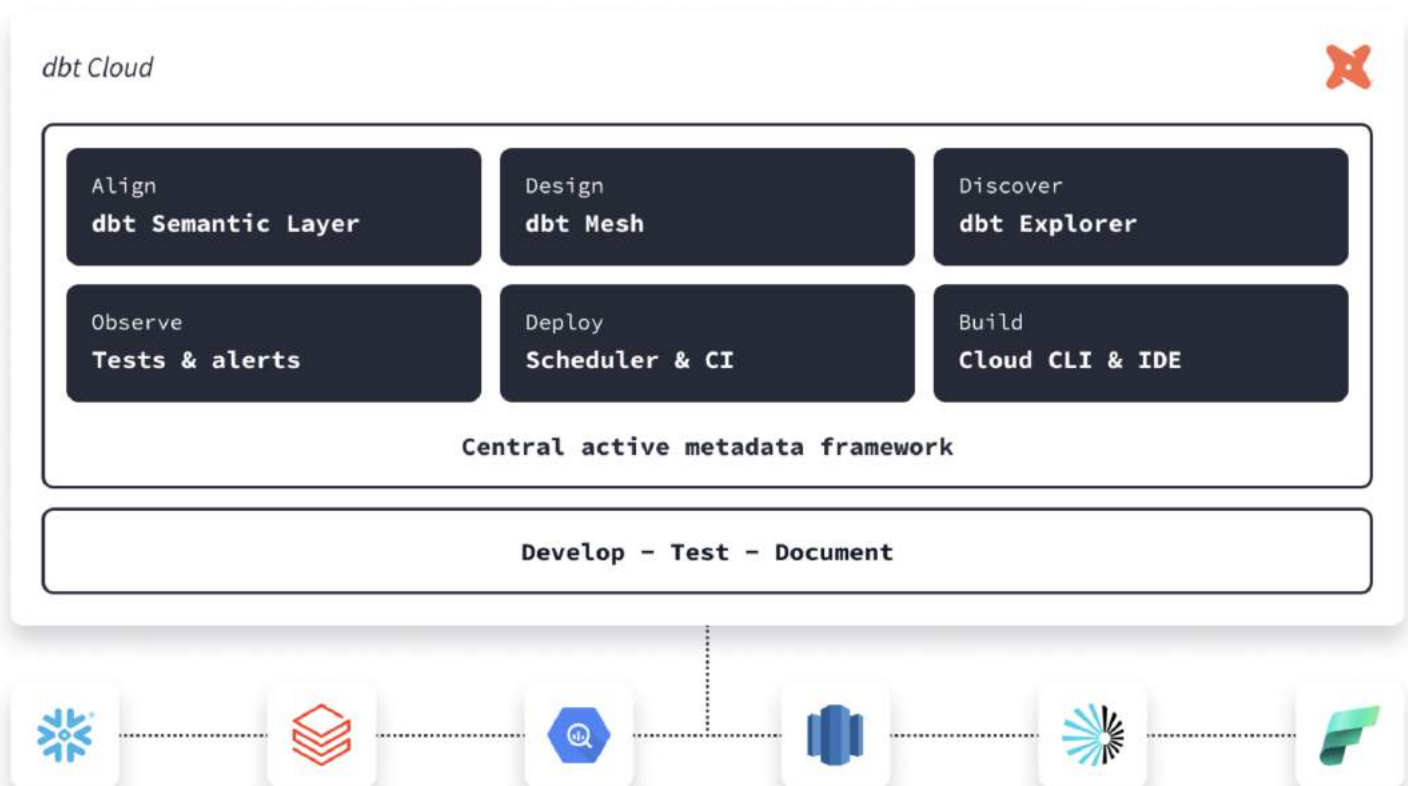 dbt Cloud
Align
dbt Semantic Layer
Design
dbt Mesh
Discover
dbt Explorer
Observe
Tests & alerts
Deploy
Scheduler & CI
Build
Cloud CLI & IDE
Central active metadata framework
Develop - Test - Document